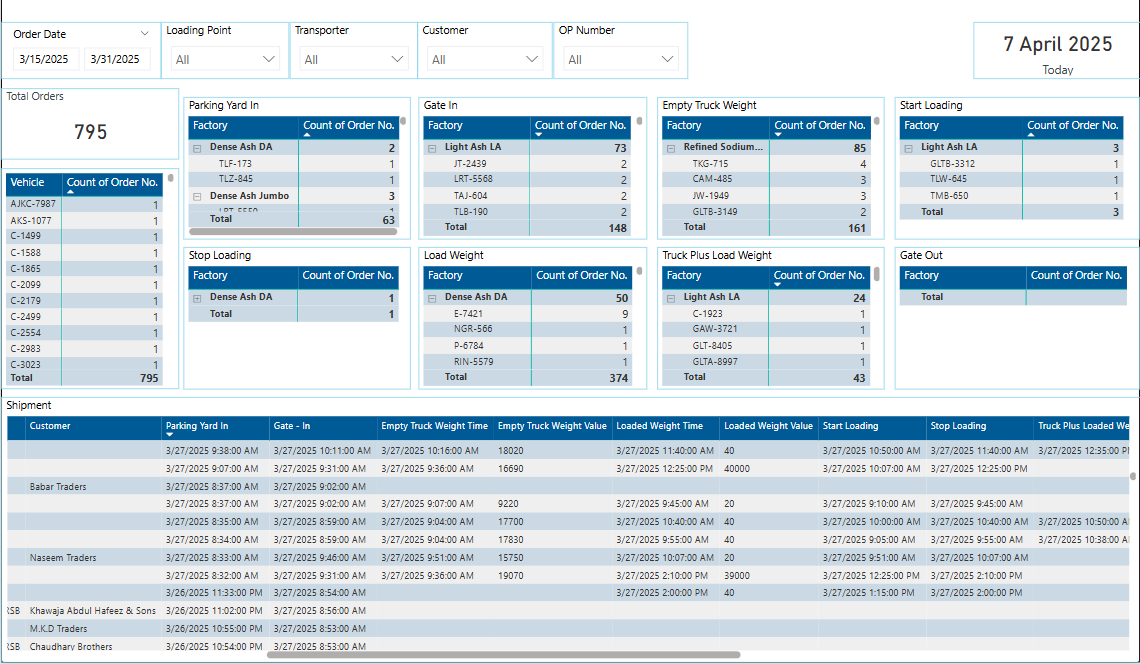 Order Date
3/15/2025 3/31/2025
Loading Point
All
Transporter
All
Customer
All
OP Number
All
7 April 2025
Today
Total Orders
795
Vehicle Count of Order No.
AJKC-7987 1
AKS-1077 1
C-1499 1
C-1588 1
C-1865 1
C-2099 1
C-2179 1
C-2499 1
C-2554 1
C-2983 1
C-3023 1
Total 795
Parking Yard In
Factory Count of Order No.
Dense Ash DA 2
TLF-173 1
TLZ-845 1
Dense Ash Jumbo 3
Total 63
Gate In
Factory Count of Order No.
Light Ash LA 73
JT-2439 2
LRT-5568 2
TAJ-604 2
TLB-190 2
Total 148
Empty Truck Weight
Factory Count of Order No.
Refined Sodium... 85
TKG-715 4
CAM-485 3
JW-1949 3
GLTB-3149 2
Total 161
Start Loading
Factory Count of Order No.
Light Ash LA 3
GLTB-3312 1
TLW-645 1
TMB-650 1
Total 3
Stop Loading
Factory Count of Order No.
Dense Ash DA 1
Total 1
Load Weight
Factory Count of Order No.
Dense Ash DA 50
E-7421 9
NGR-566 1
P-6784 1
RIN-5579 1
Total 374
Truck Plus Load Weight
Factory Count of Order No.
Light Ash LA 24
C-1923 1
GAW-3721 1
GLT-8405 1
GLTA-8997 1
Total 43
Gate Out
Factory Count of Order No.
Total
Shipment
Customer Parking Yard In Gate - In Empty Truck Weight Time Empty Truck Weight Value Loaded Weight Time Loaded Weight Value Start Loading Stop Loading Truck Plus Loaded We
3/27/2025 9:38:00 AM 3/27/2025 10:11:00 AM 3/27/2025 10:16:00 AM 18020 3/27/2025 11:40:00 AM 40 3/27/2025 10:50:00 AM 3/27/2025 11:40:00 AM 3/27/2025 12:35:00 P
3/27/2025 9:07:00 AM 3/27/2025 9:31:00 AM 3/27/2025 9:36:00 AM 16690 3/27/2025 12:25:00 PM 40000 3/27/2025 10:07:00 AM 3/27/2025 12:25:00 PM
Babar Traders 3/27/2025 8:37:00 AM 3/27/2025 9:02:00 AM
3/27/2025 8:37:00 AM 3/27/2025 9:02:00 AM 3/27/2025 9:07:00 AM 9220 3/27/2025 9:45:00 AM 20 3/27/2025 9:10:00 AM 3/27/2025 9:45:00 AM
3/27/2025 8:35:00 AM 3/27/2025 8:59:00 AM 3/27/2025 9:04:00 AM 17700 3/27/2025 10:40:00 AM 40 3/27/2025 10:00:00 AM 3/27/2025 10:40:00 AM 3/27/2025 10:50:00 A
3/27/2025 8:34:00 AM 3/27/2025 8:59:00 AM 3/27/2025 9:04:00 AM 17830 3/27/2025 9:55:00 AM 40 3/27/2025 9:05:00 AM 3/27/2025 9:55:00 AM 3/27/2025 10:38:00 A
Naseem Traders 3/27/2025 8:33:00 AM 3/27/2025 9:46:00 AM 3/27/2025 9:51:00 AM 15750 3/27/2025 10:07:00 AM 20 3/27/2025 9:51:00 AM 3/27/2025 10:07:00 AM
3/27/2025 8:32:00 AM 3/27/2025 9:31:00 AM 3/27/2025 9:36:00 AM 19070 3/27/2025 2:10:00 PM 39000 3/27/2025 12:25:00 PM 3/27/2025 2:10:00 PM
3/26/2025 11:33:00 PM 3/27/2025 8:54:00 AM 3/27/2025 2:00:00 PM 40 3/27/2025 1:15:00 PM 3/27/2025 2:00:00 PM
RSB Khawaja Abdul Hafeez & Sons 3/26/2025 11:02:00 PM 3/27/2025 8:56:00 AM
M.K.D Traders 3/26/2025 10:55:00 PM 3/27/2025 8:53:00 AM
RSB Chaudhary Brothers 3/26/2025 10:54:00 PM 3/27/2025 8:53:00 AM